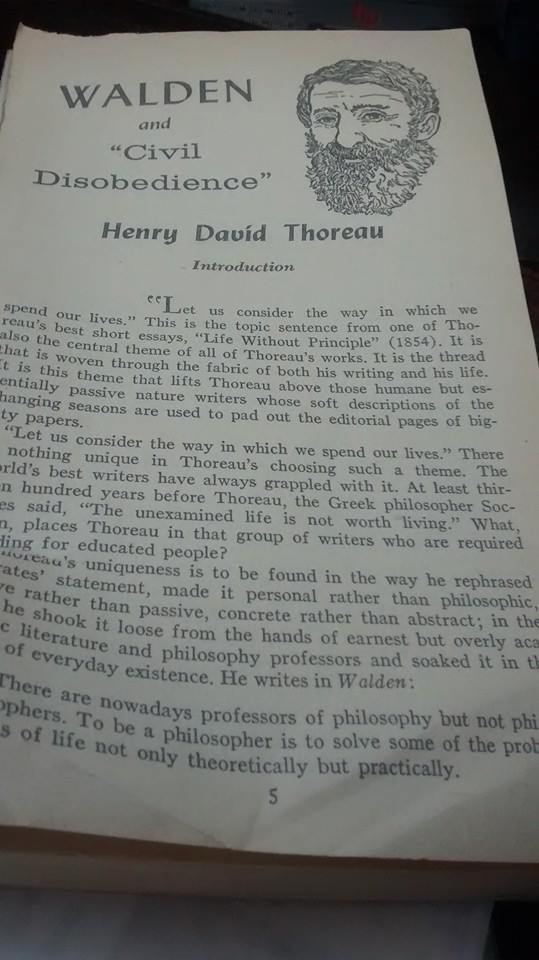 WALDEN
and
"Civil
Disobedience"
Henry David Thoreau
Introduction
"Let us consider the way in which we
spend our lives." This is the topic sentence from one of Tho-
reau's best short essays, "Life Without Principle" (1854). It is
also the central theme of all of Thoreau's works. It is the thread
that is woven through the fabric of both his writing and his life.
It is this theme that lifts Thoreau above those humane but es-
entially passive nature writers whose soft descriptions of the
hanging seasons are used to pad out the editorial pages of big-
ty papers.
"Let us consider the way in which we spend our lives." There
nothing unique in Thoreau's choosing such a theme. The
orld's best writers have always grappled with it. At least thir-
n hundred years before Thoreau, the Greek philosopher Soc-
es said, "The unexamined life is not worth living." What,
n, places Thoreau in that group of writers who are required
ding for educated people?
Thoreau's uniqueness is to be found in the way he rephrased
rates' statement, made it personal rather than philosophic,
ve rather than passive, concrete rather than abstract; in the
he shook it loose from the hands of earnest but overly aca
c literature and philosophy professors and soaked it in th
of everyday existence. He writes in Walden:
There are nowadays professors of philosophy but not phi
ophers. To be a philosopher is to solve some of the prob
s of life not only theoretically but practically.
5